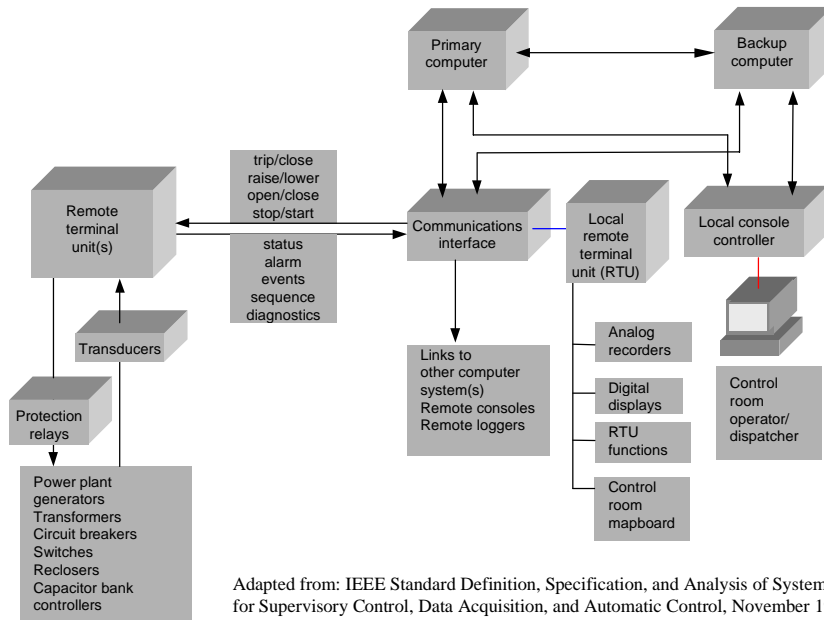 Primary
computer
Backup
computer
trip/close
raise/lower
open/close
stop/start
Remote
terminal
unit(s)
Communications
interface
Local
remote
terminal
unit (RTU)
Local console
controller
status
alarm
events
sequence
diagnostics
Transducers
Analog
recorders
Links to
other computer
system(s)
Remote consoles
Remote loggers
Digital
displays
Control
room
operator/
dispatcher
Protection
relays
RTU
functions
Power plant
generators
Transformers
Circuit breakers
Switches
Reclosers
Capacitor bank
controllers
Control
room
mapboard
Adapted from: IEEE Standard Definition, Specification, and Analysis of System
for Supervisory Control, Data Acquisition, and Automatic Control, November 1